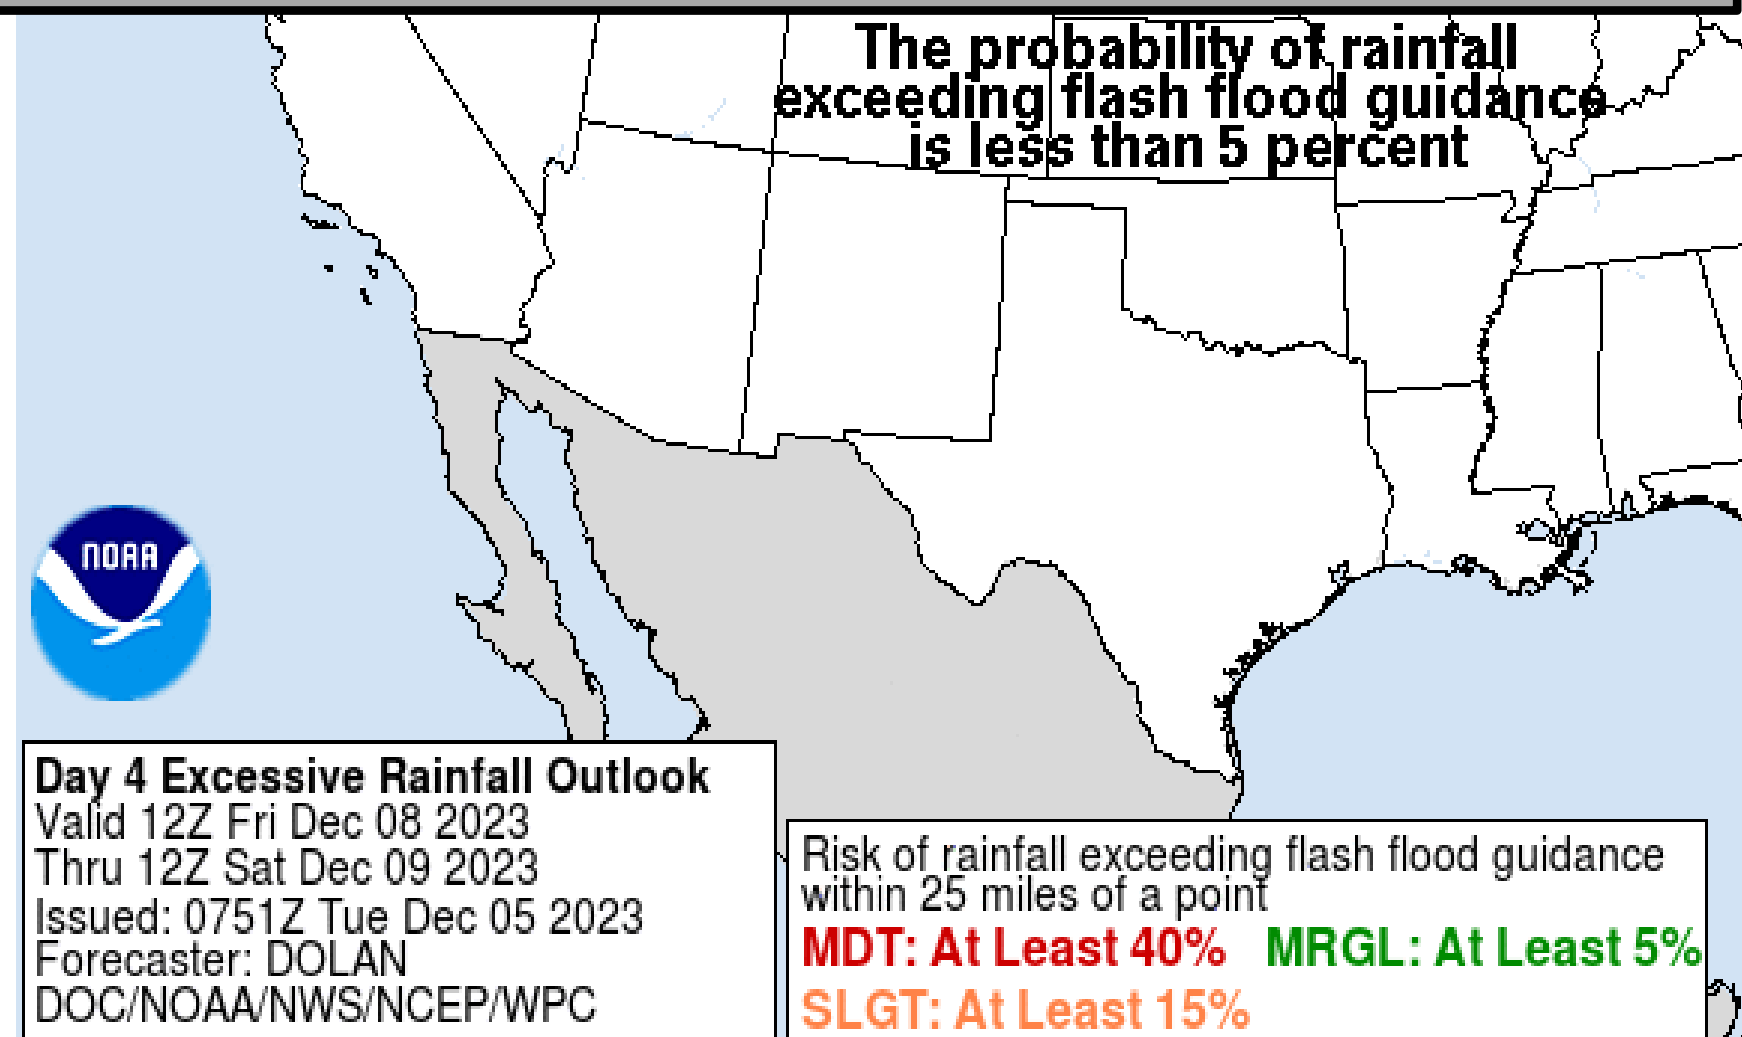 The probability of rainfall
exceeding flash flood guidance
is less than 5 percent
NOAA
Day 4 Excessive Rainfall Outlook
Valid 12Z Fri Dec 08 2023
Thru 12Z Sat Dec 09 2023
Issued: 0751Z Tue Dec 05 2023
Forecaster: DOLAN
DOC/NOAA/NWS/NCEP/WPC
Risk of rainfall exceeding flash flood guidance
within 25 miles of a point
MDT: At Least 40% MRGL: At Least 5%
SLGT: At Least 15%